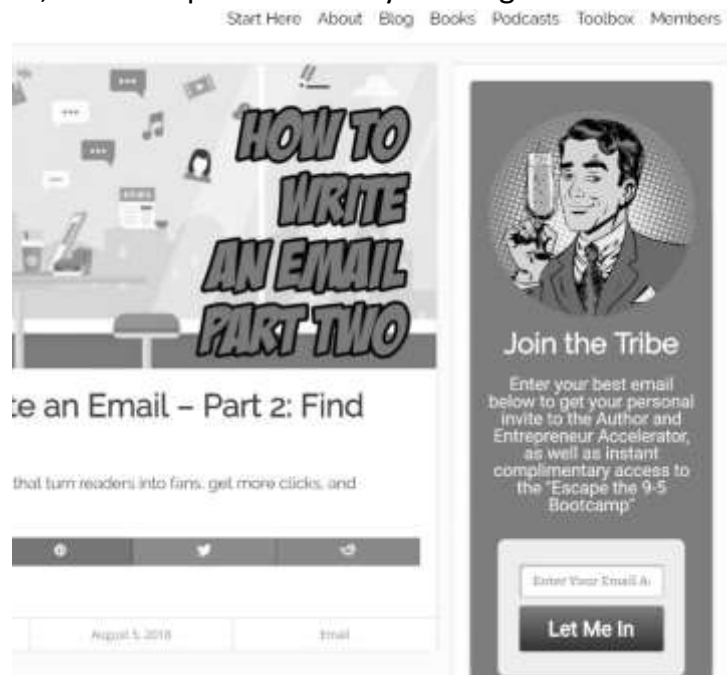 Start Here About Blog Books Podcasts Toolbox Members
HOW TO
WRITE
AN EMAIL
PART TWO
te an Email – Part 2: Find
that turn readers into fans, get more clicks, and
August 5, 2018 Email
Join the Tribe
Enter your best email
below to get your personal
invite to the Author and
Entrepreneur Accelerator,
as well as instant
complimentary access to
the "Escape the 9-5
Bootcamp"
Enter Your Email A
Let Me In